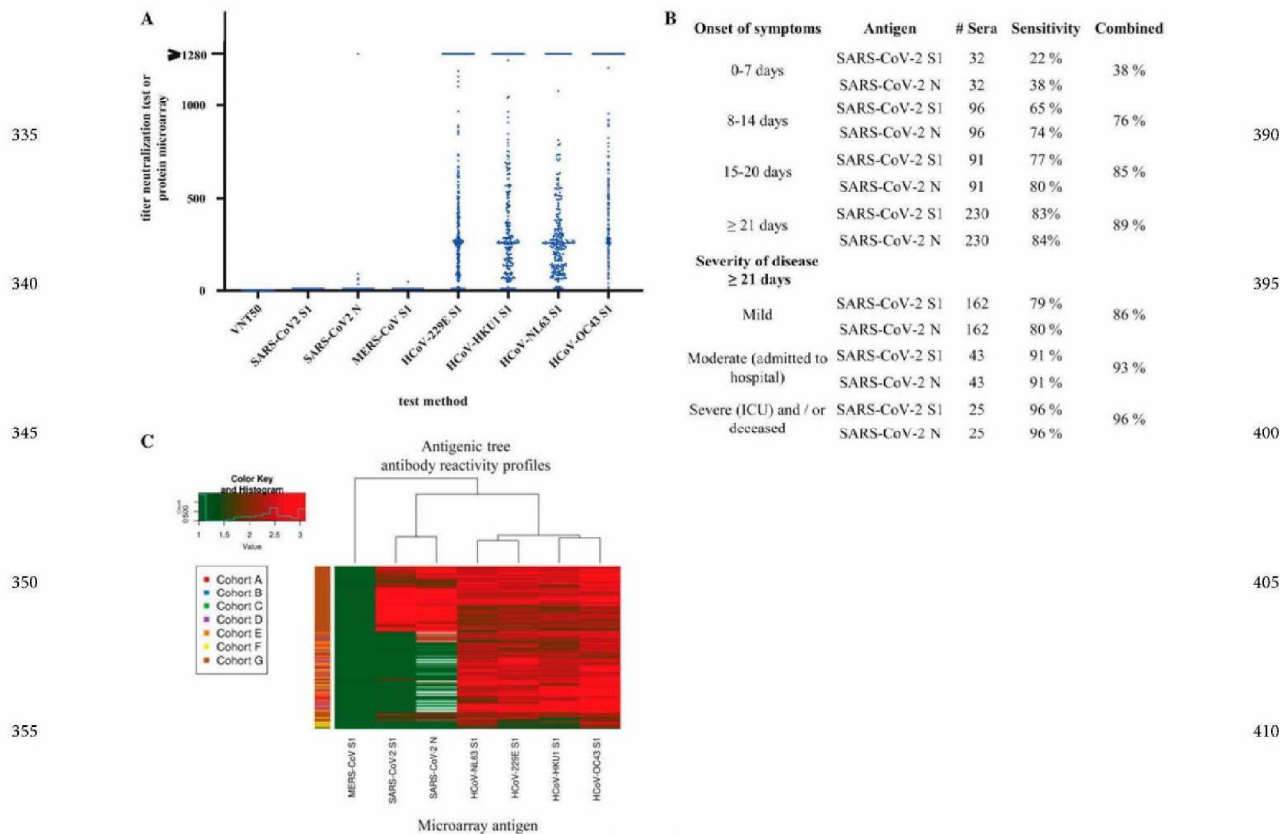 A
titer neutralization test or
protein microarray
>1280
1000
500
0
VNT50
SARS-CoV2 S1
SARS-CoV2 N
MERS-CoV S1
HCoV-229E S1
HCoV-HKU1 S1
HCoV-NL63 S1
HCoV-OC43 S1
test method
B
Onset of symptoms Antigen # Sera Sensitivity Combined
0-7 days SARS-CoV-2 S1 32 22 % 38 %
SARS-CoV-2 N 32 38 %
8-14 days SARS-CoV-2 S1 96 65 % 76 %
SARS-CoV-2 N 96 74 %
15-20 days SARS-CoV-2 S1 91 77 % 85 %
SARS-CoV-2 N 91 80 %
≥ 21 days SARS-CoV-2 S1 230 83% 89 %
SARS-CoV-2 N 230 84%
Severity of disease
≥ 21 days
Mild SARS-CoV-2 S1 162 79 % 86 %
SARS-CoV-2 N 162 80 %
Moderate (admitted to
hospital) SARS-CoV-2 S1 43 91 % 93 %
SARS-CoV-2 N 43 91 %
Severe (ICU) and / or
deceased SARS-CoV-2 S1 25 96 % 96 %
SARS-CoV-2 N 25 96 %
C
Antigenic tree
antibody reactivity profiles
Color Key
and Histogram
Count
0 500
1 1.5 2 2.5 3
Value
Cohort A
Cohort B
Cohort C
Cohort D
Cohort E
Cohort F
Cohort G
MERS-CoV S1
SARS-CoV-2 S1
SARS-CoV-2 N
HCoV-NL63 S1
HCoV-229E S1
HCoV-HKU1 S1
HCoV-OC43 S1
Microarray antigen
335
340
345
350
355
390
395
400
405
410